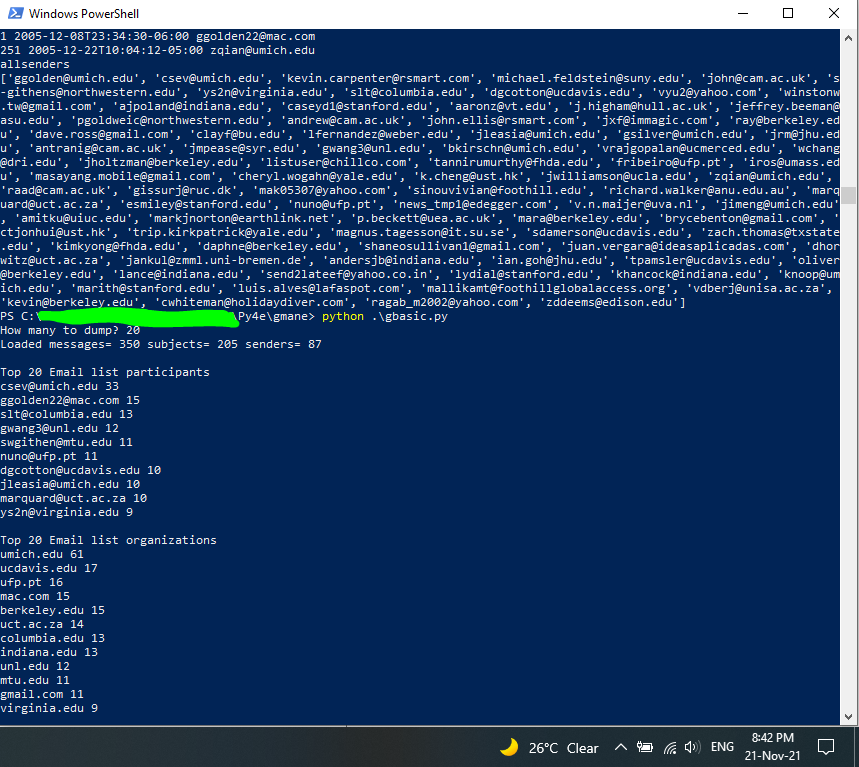 Windows PowerShell
1 2005-12-08T23:34:30-06:00 ggolden22@mac.com
251 2005-12-22T10:04:12-05:00 zqian@umich.edu
allsenders
['ggolden@umich.edu', 'csev@umich.edu', 'kevin.carpenter@rsmart.com', 'michael.feldstein@suny.edu', 'john@cam.ac.uk', 's
-githens@northwestern.edu', 'ys2n@virginia.edu', 'slt@columbia.edu', 'dgcotton@ucdavis.edu', 'vyu2@yahoo.com', 'winstonw
.tw@gmail.com', 'ajpoland@indiana.edu', 'caseyd1@stanford.edu', 'aaronz@vt.edu', 'j.higham@hull.ac.uk', 'jeffrey.beeman@
asu.edu', 'pgoldweic@northwestern.edu', 'andrew@cam.ac.uk', 'john.ellis@rsmart.com', 'jxf@immagic.com', 'ray@berkeley.ed
u', 'dave.ross@gmail.com', 'clayf@bu.edu', 'lfernandez@weber.edu', 'jleasia@umich.edu', 'gsilver@umich.edu', 'jrm@jhu.ed
u', 'antranig@cam.ac.uk', 'jmpease@syr.edu', 'gwang3@unl.edu', 'bkirschn@umich.edu', 'vrajgopalan@ucmerced.edu', 'wchang
@dri.edu', 'jholtzman@berkeley.edu', 'listuser@chillco.com', 'tannirumurthy@fhda.edu', 'fribeiro@ufp.pt', 'iros@umass.ed
u', 'masayang.mobile@gmail.com', 'cheryl.wogahn@yale.edu', 'k.cheng@ust.hk', 'jwilliamson@ucla.edu', 'zqian@umich.edu',
'raad@cam.ac.uk', 'gissurj@ruc.dk', 'mak05307@yahoo.com', 'sinouvivian@foothill.edu', 'richard.walker@anu.edu.au', 'marq
uard@uct.ac.za', 'esmiley@stanford.edu', 'nuno@ufp.pt', 'news_tmp1@edegger.com', 'v.n.maijer@uva.nl', 'jimeng@umich.edu'
, 'amitku@uiuc.edu', 'markjnorton@earthlink.net', 'p.beckett@uea.ac.uk', 'mara@berkeley.edu', 'brycebenton@gmail.com', '
ctjonhui@ust.hk', 'trip.kirkpatrick@yale.edu', 'magnus.tagesson@it.su.se', 'sdamerson@ucdavis.edu', 'zach.thomas@txstate
.edu', 'kimkyong@fhda.edu', 'daphne@berkeley.edu', 'shaneosullivan1@gmail.com', 'juan.vergara@ideasaplicadas.com', 'dhor
witz@uct.ac.za', 'jankul@zmml.uni-bremen.de', 'andersjb@indiana.edu', 'ian.goh@jhu.edu', 'tpamsler@ucdavis.edu', 'oliver
@berkeley.edu', 'lance@indiana.edu', 'send2lateef@yahoo.co.in', 'lydial@stanford.edu', 'khancock@indiana.edu', 'knoop@um
ich.edu', 'marith@stanford.edu', 'luis.alves@lafaspot.com', 'mallikamt@foothillglobalaccess.org', 'vdberj@unisa.ac.za',
'kevin@berkeley.edu', 'cwhiteman@holidaydiver.com', 'ragab_m2002@yahoo.com', 'zddeems@edison.edu']
PS C:\ Py4e\gmane> python .\gbasic.py
How many to dump? 20
Loaded messages= 350 subjects= 205 senders= 87
Top 20 Email list participants
csev@umich.edu 33
ggolden22@mac.com 15
slt@columbia.edu 13
gwang3@unl.edu 12
swgithen@mtu.edu 11
nuno@ufp.pt 11
dgcotton@ucdavis.edu 10
jleasia@umich.edu 10
marquard@uct.ac.za 10
ys2n@virginia.edu 9
Top 20 Email list organizations
umich.edu 61
ucdavis.edu 17
ufp.pt 16
mac.com 15
berkeley.edu 15
uct.ac.za 14
columbia.edu 13
indiana.edu 13
unl.edu 12
mtu.edu 11
gmail.com 11
virginia.edu 9
26°C Clear
ENG
8:42 PM
21-Nov-21